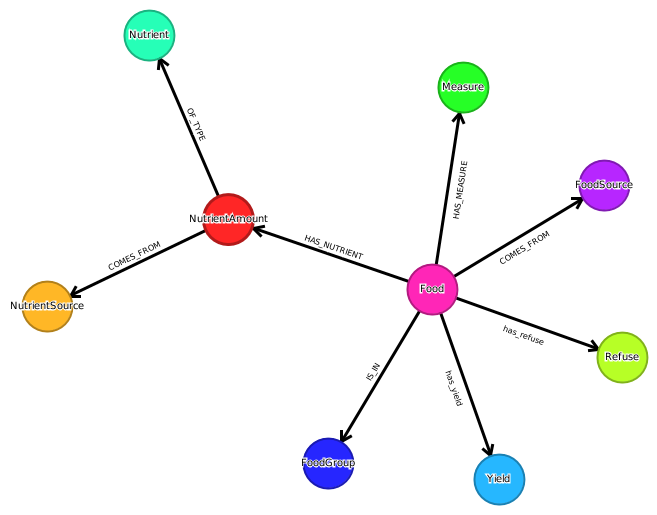 Nutrient
Measure
OF_TYPE
FoodSource
HAS_MEASURE
NutrientAmount
COMES_FROM
HAS_NUTRIENT
COMES_FROM
Food
NutrientSource
has_refuse
Refuse
IS_IN
has_yield
FoodGroup
Yield